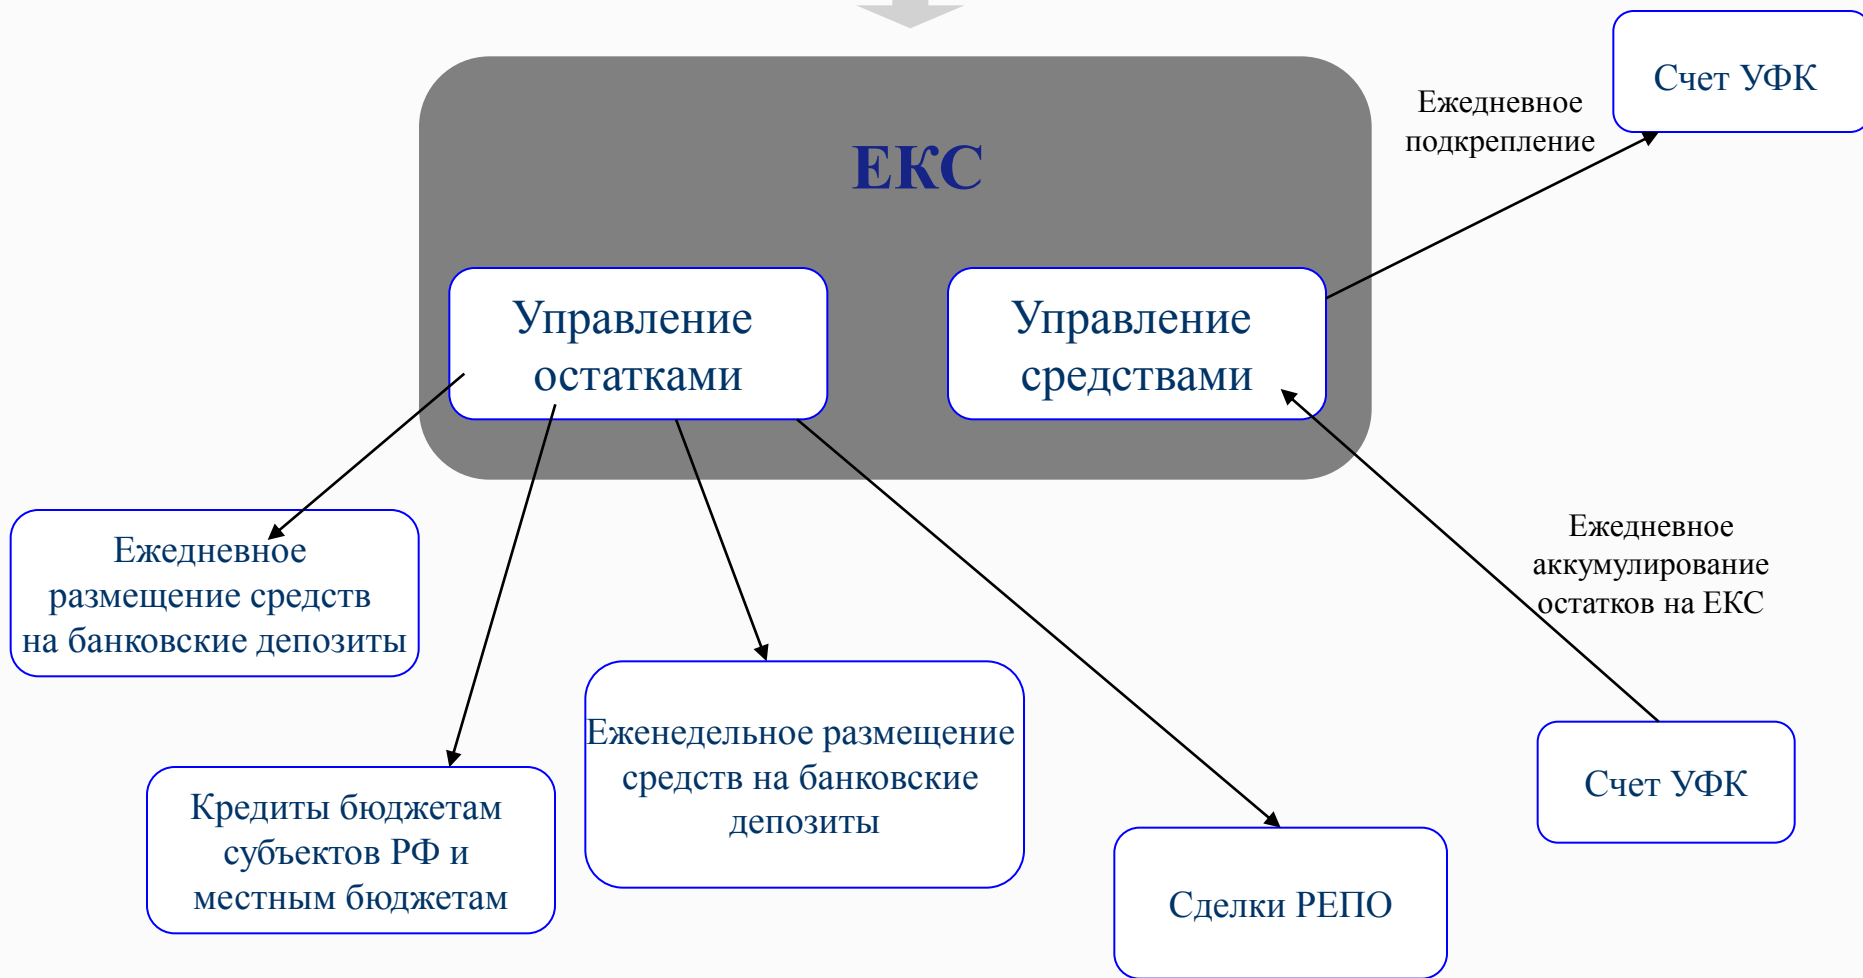 Счет УФК
Ежедневное
подкрепление
ЕКС
Управление
остатками
Управление
средствами
Ежедневное
размещение средств
на банковские депозиты
Ежедневное
аккумулирование
остатков на ЕКС
Еженедельное размещение
средств на банковские
депозиты
Счет УФК
Кредиты бюджетам
субъектов РФ и
местным бюджетам
Сделки РЕПО